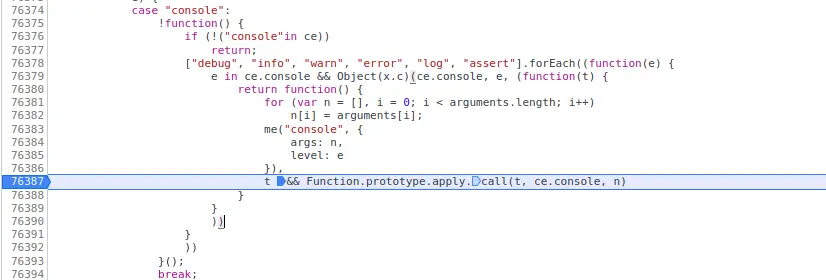 76374 case "console":
76375 !function() {
76376 if (!("console"in ce))
76377 return;
76378 ["debug", "info", "warn", "error", "log", "assert"].forEach((function(e) {
76379 e in ce.console && Object(x.c)(ce.console, e, (function(t) {
76380 return function() {
76381 for (var n = [], i = 0; i < arguments.length; i++)
76382 n[i] = arguments[i];
76383 me("console", {
76384 args: n,
76385 level: e
76386 }),
76387 t && Function.prototype.apply.call(t, ce.console, n)
76388 }
76389 }
76390 ))
76391 }
76392 ))
76393 }();
76394 break;